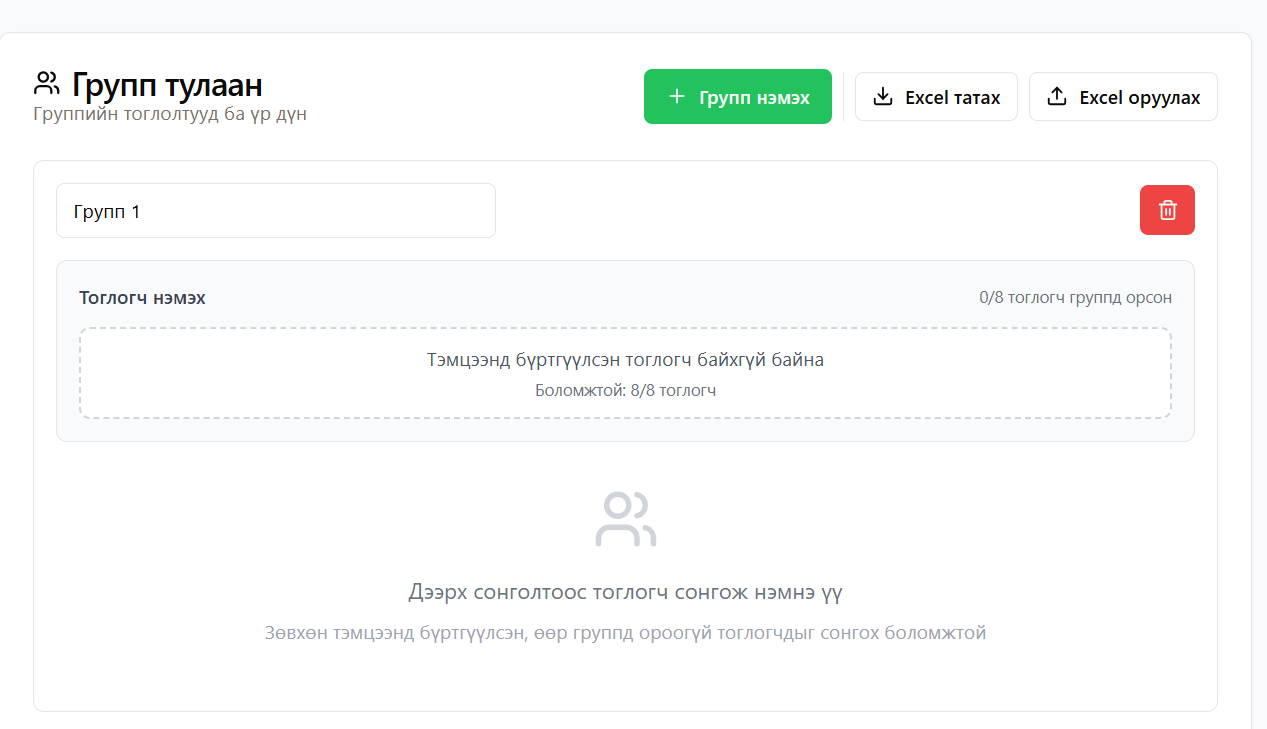 Групп тулаан
Группийн тоглолтууд ба үр дүн
Групп нэмэх
Excel татах
Excel оруулах
Групп 1
Тоглогч нэмэх
0/8 тоглогч группд орсон
Тэмцээнд бүртгүүлсэн тоглогч байхгүй байна
Боломжтой: 8/8 тоглогч
Дээрх сонголтоос тоглогч сонгож нэмнэ үү
Зөвхөн тэмцээнд бүртгүүлсэн, өөр группд ороогүй тоглогчдыг сонгох боломжтой